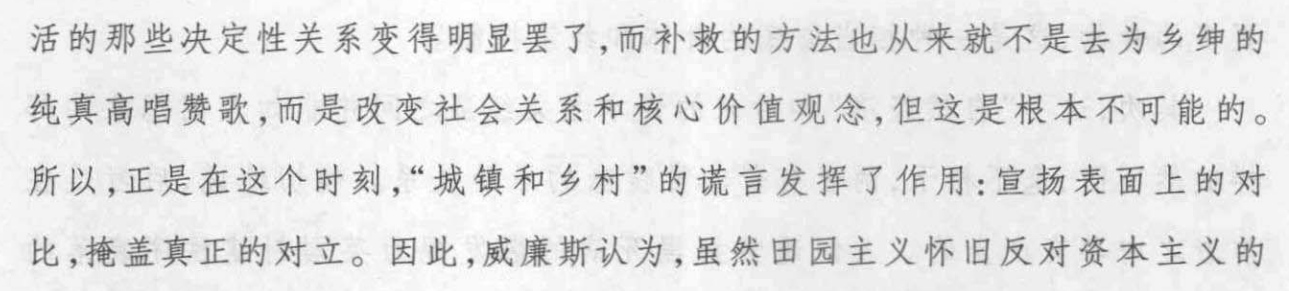 活的那些决定性关系变得明显罢了,而补救的方法也从来就不是去为乡绅的
纯真高唱赞歌,而是改变社会关系和核心价值观念,但这是根本不可能的。
所以,正是在这个时刻,“城镇和乡村”的谎言发挥了作用:宣扬表面上的对
比,掩盖真正的对立。因此,威廉斯认为,虽然田园主义怀旧反对资本主义的